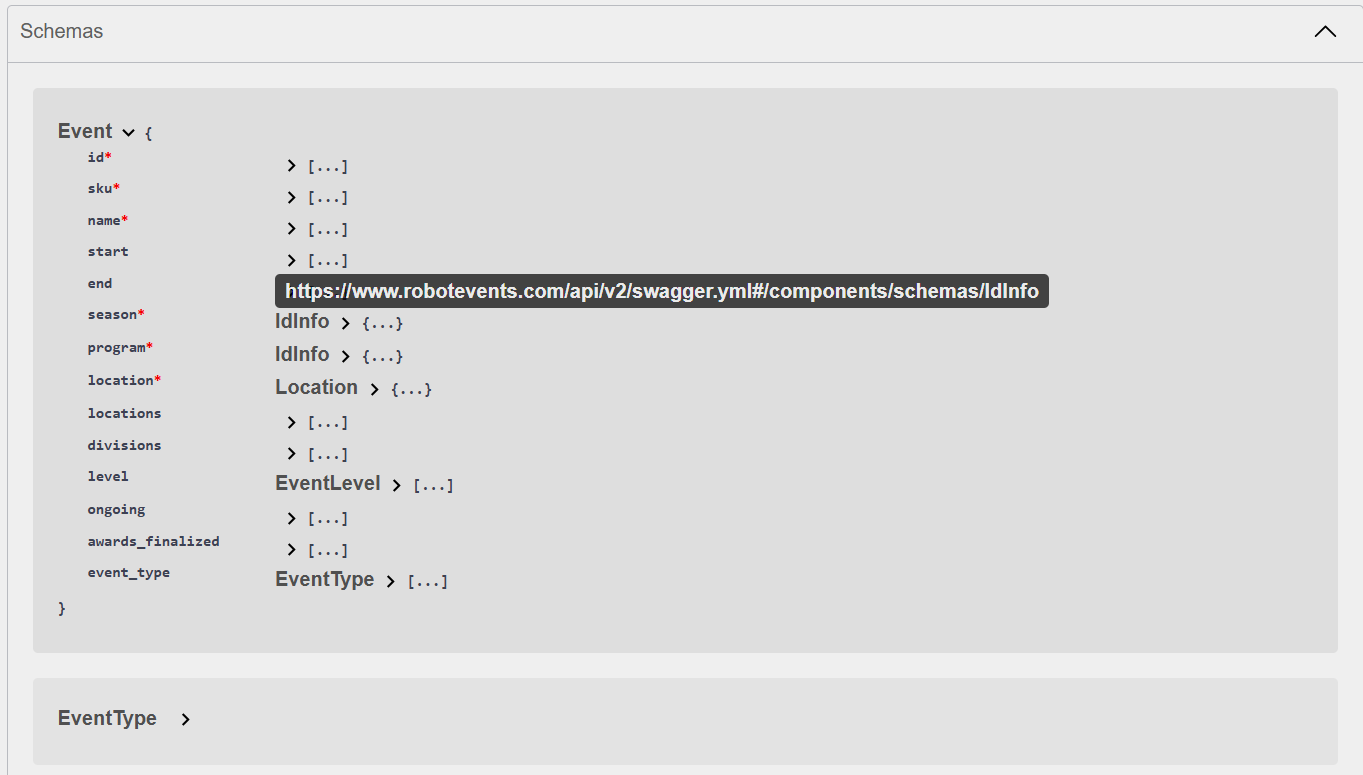 Schemas
Event {
id* [...]
sku* [...]
name* [...]
start [...]
end https://www.robotevents.com/api/v2/swagger.yml#/components/schemas/IdInfo
season* IdInfo {...}
program* IdInfo {...}
location* Location {...}
locations [...]
divisions [...]
level EventLevel [...]
ongoing [...]
awards_finalized [...]
event_type EventType [...]
}
EventType